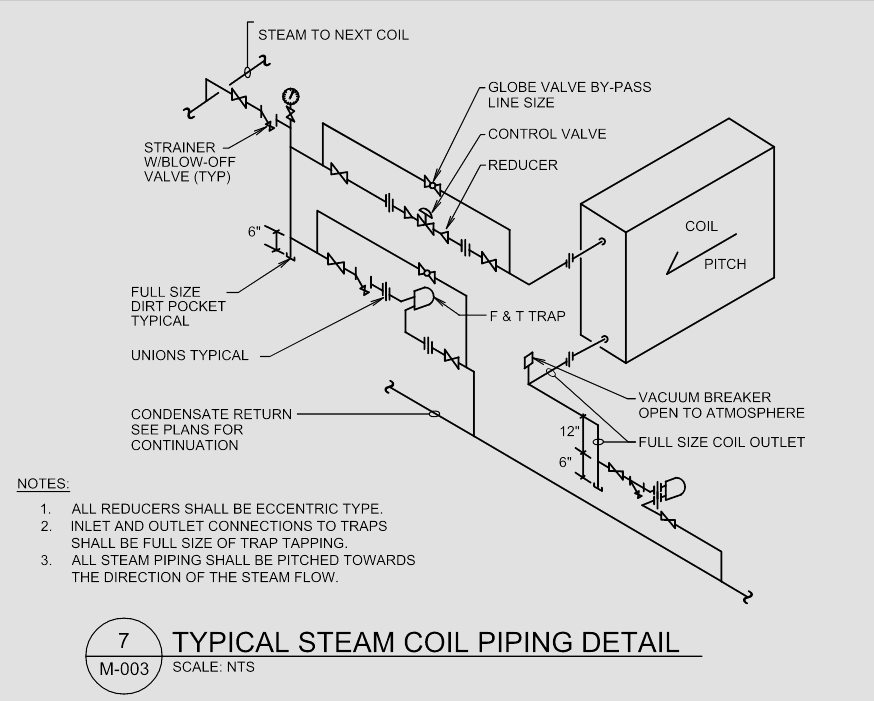 STEAM TO NEXT COIL
GLOBE VALVE BY-PASS
LINE SIZE
CONTROL VALVE
REDUCER
STRAINER
W/BLOW-OFF
VALVE (TYP)
COIL
PITCH
6"
FULL SIZE
DIRT POCKET
TYPICAL
F & T TRAP
UNIONS TYPICAL
VACUUM BREAKER
OPEN TO ATMOSPHERE
CONDENSATE RETURN
SEE PLANS FOR
CONTINUATION
12"
FULL SIZE COIL OUTLET
6"
NOTES:
1. ALL REDUCERS SHALL BE ECCENTRIC TYPE.
2. INLET AND OUTLET CONNECTIONS TO TRAPS
SHALL BE FULL SIZE OF TRAP TAPPING.
3. ALL STEAM PIPING SHALL BE PITCHED TOWARDS
THE DIRECTION OF THE STEAM FLOW.
7
M-003
TYPICAL STEAM COIL PIPING DETAIL
SCALE: NTS